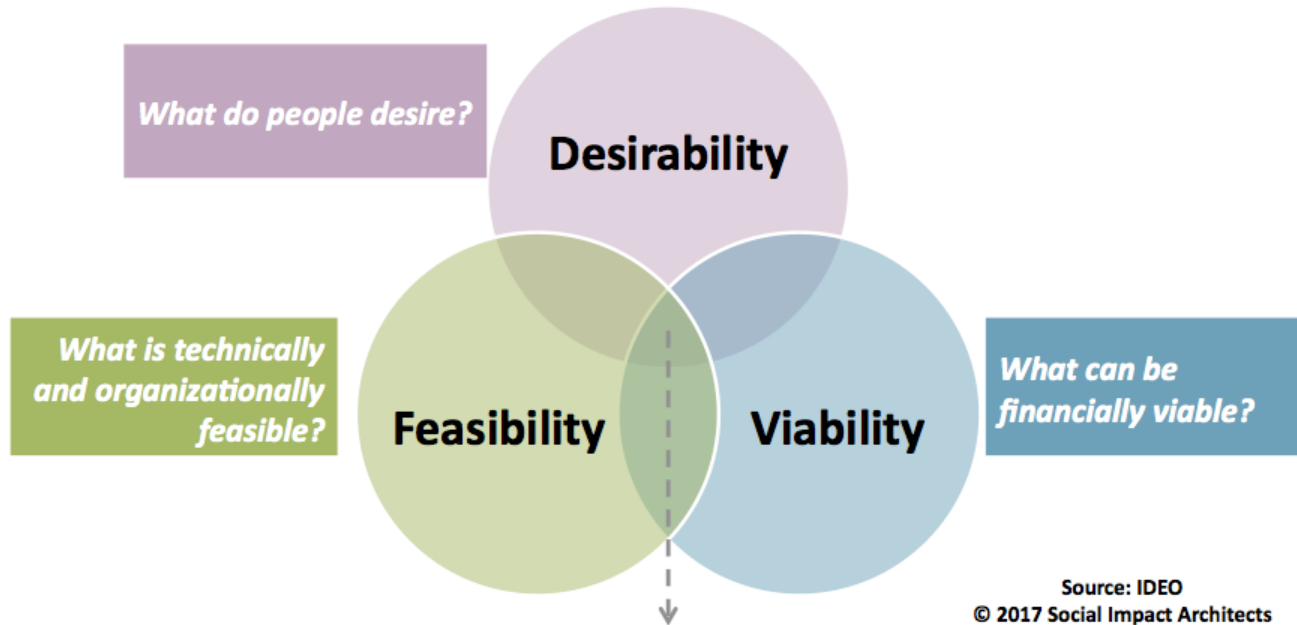 What do people desire?
Desirability
What is technically
and organizationally
feasible?
Feasibility
Viability
What can be
financially viable?
Source: IDEO
© 2017 Social Impact Architects